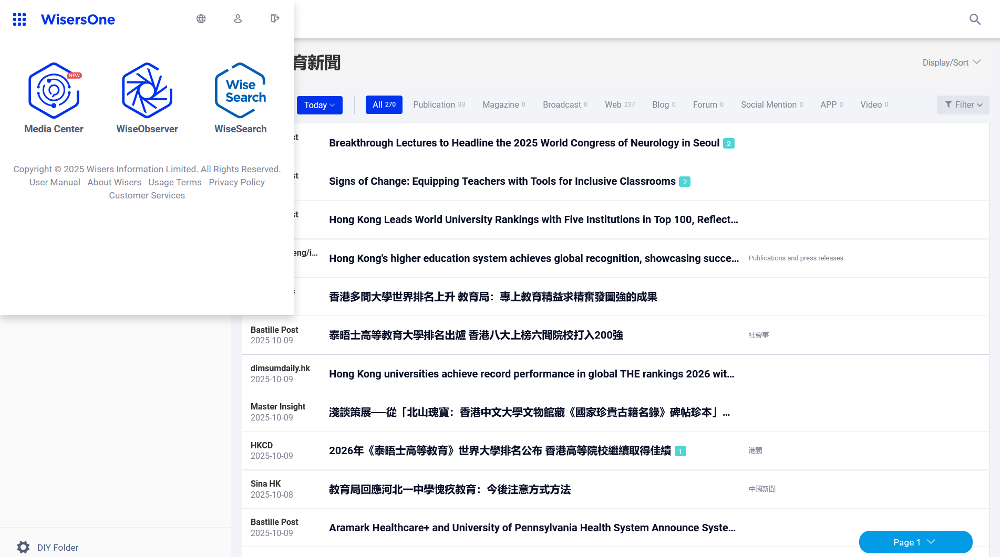 WisersOne
NEW
Media Center
WiseObserver
Wise
Search
WiseSearch
Copyright © 2025 Wisers Information Limited. All Rights Reserved.
User Manual About Wisers Usage Terms Privacy Policy
Customer Services
育新聞
Display/Sort
Today
All 270 Publication 33 Magazine 0 Broadcast 0 Web 237 Blog 0 Forum 0 Social Mention 0 APP 0 Video 0
Filter
st
Breakthrough Lectures to Headline the 2025 World Congress of Neurology in Seoul 2
st
Signs of Change: Equipping Teachers with Tools for Inclusive Classrooms 2
st
Hong Kong Leads World University Rankings with Five Institutions in Top 100, Reflect...
eng/i...
Hong Kong's higher education system achieves global recognition, showcasing succe... Publications and press releases
香港多間大學世界排名上升 教育局：專上教育精益求精奮發圖強的成果
Bastille Post
2025-10-09
泰晤士高等教育大學排名出爐 香港八大上榜六間院校打入200強 社會事
dimsumdaily.hk
2025-10-09
Hong Kong universities achieve record performance in global THE rankings 2026 wit...
Master Insight
2025-10-09
淺談策展──從「北山瑰寶：香港中文大學文物館藏《國家珍貴古籍名錄》碑帖珍本」...
HKCD
2025-10-09
2026年《泰晤士高等教育》世界大學排名公布 香港高等院校繼續取得佳績 1 港聞
Sina HK
2025-10-08
教育局回應河北一中學愧疚教育：今後注意方式方法 中國新聞
Bastille Post
2025-10-09
Aramark Healthcare+ and University of Pennsylvania Health System Announce Syste...
Page 1
DIY Folder